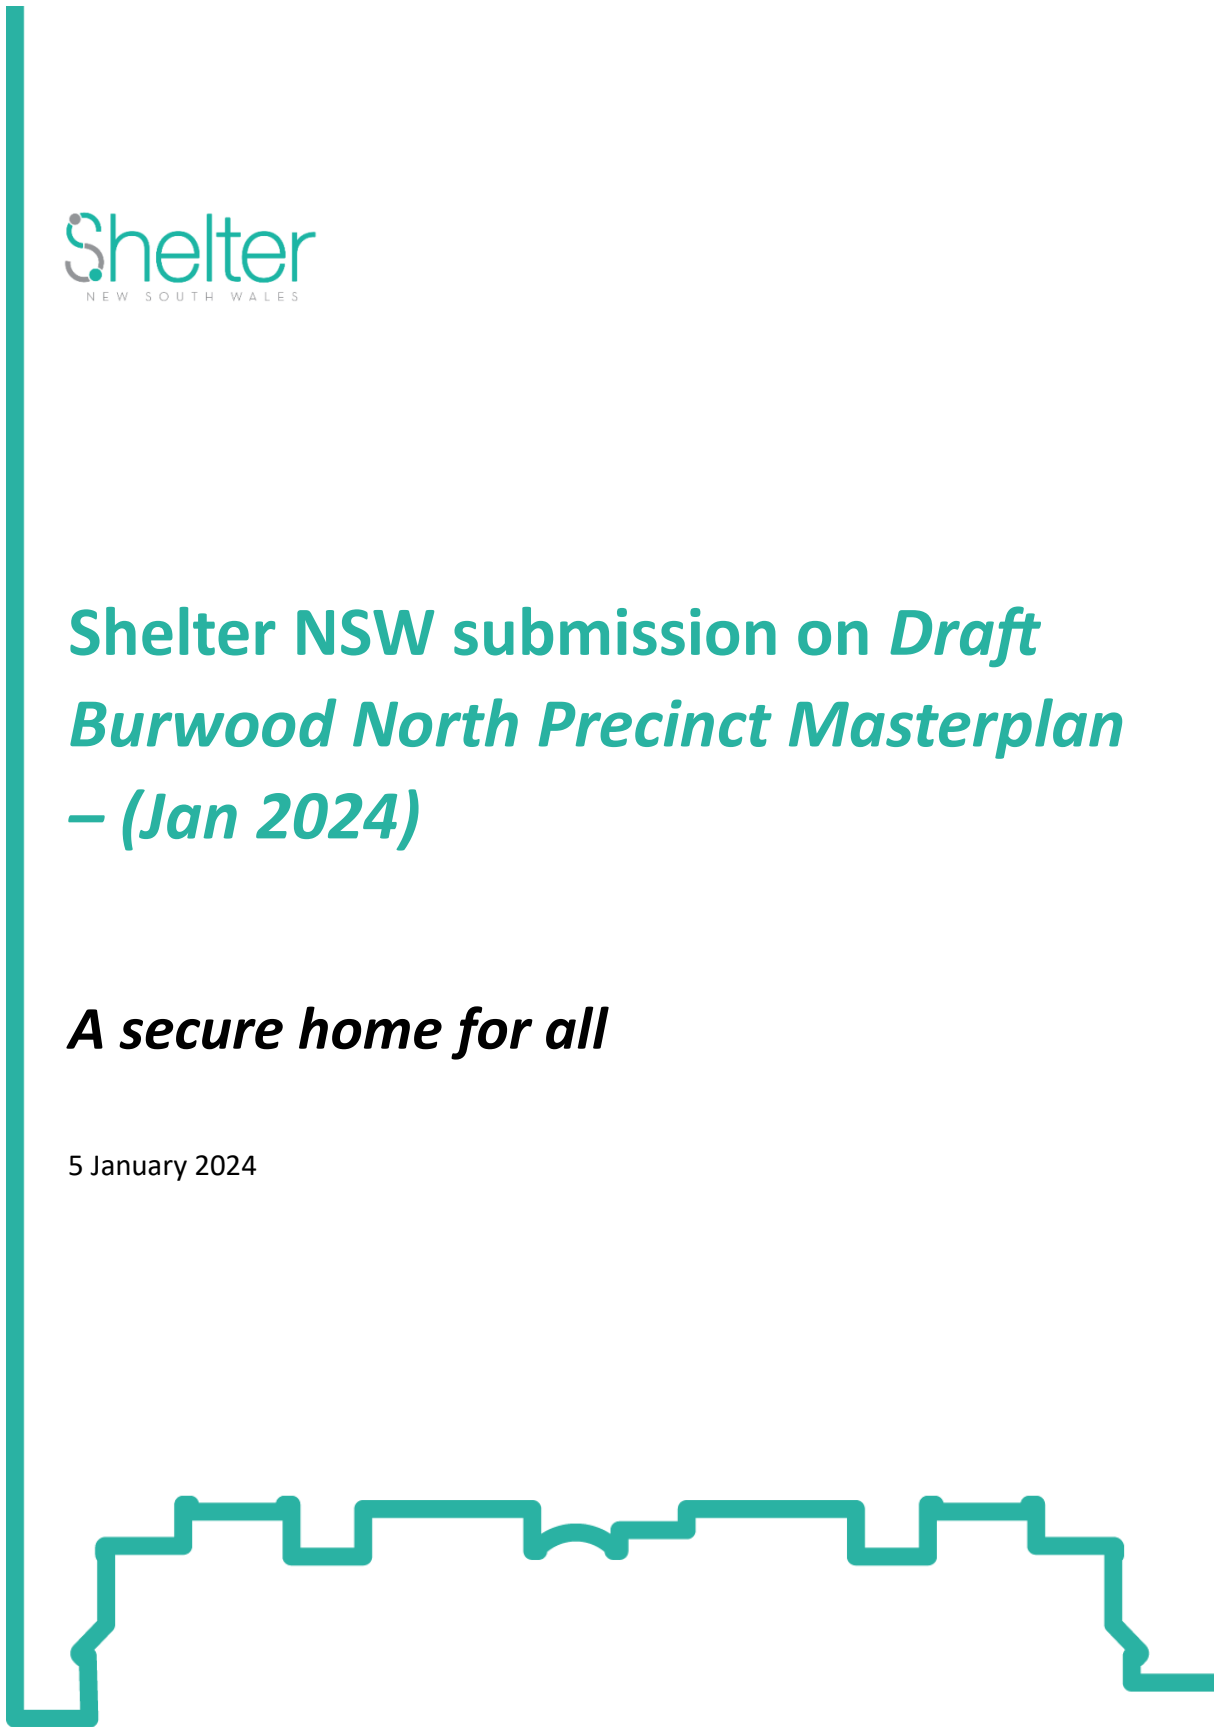 Shelter
NEW SOUTH WALES
Shelter NSW submission on Draft
Burwood North Precinct Masterplan
– (Jan 2024)
A secure home for all
5 January 2024